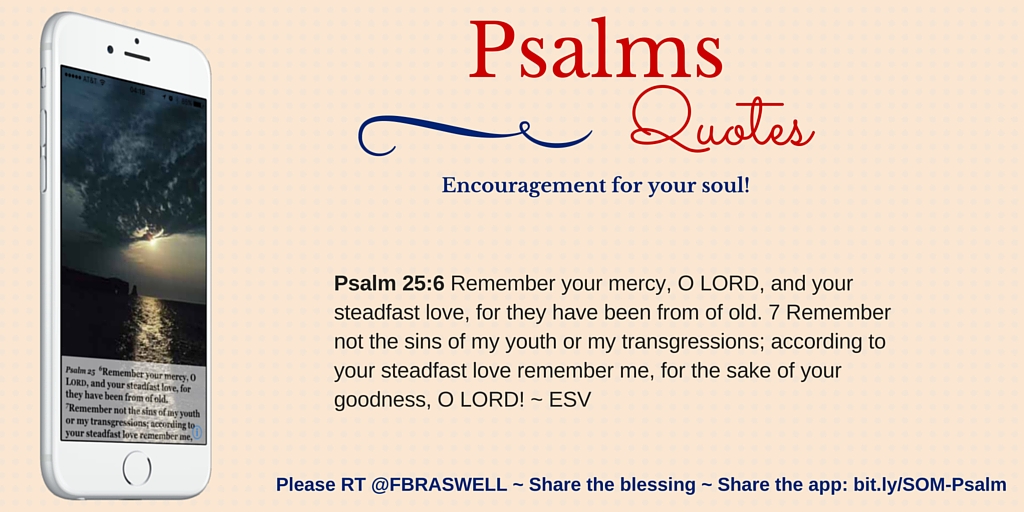 Psalms
Quotes
Encouragement for your soul!
Psalm 25:6 Remember your mercy, O LORD, and your
steadfast love, for they have been from of old. 7 Remember
not the sins of my youth or my transgressions; according to
your steadfast love remember me, for the sake of your
goodness, O LORD! ~ ESV
AT&T
Psalm 25 6Remember your mercy, O
LORD, and your steadfast love, for
they have been from of old.
7Remember not the sins of my youth
or my transgressions; according to
your steadfast love remember me,
Please RT @FBRASWELL ~ Share the blessing ~ Share the app: bit.ly/SOM-Psalm